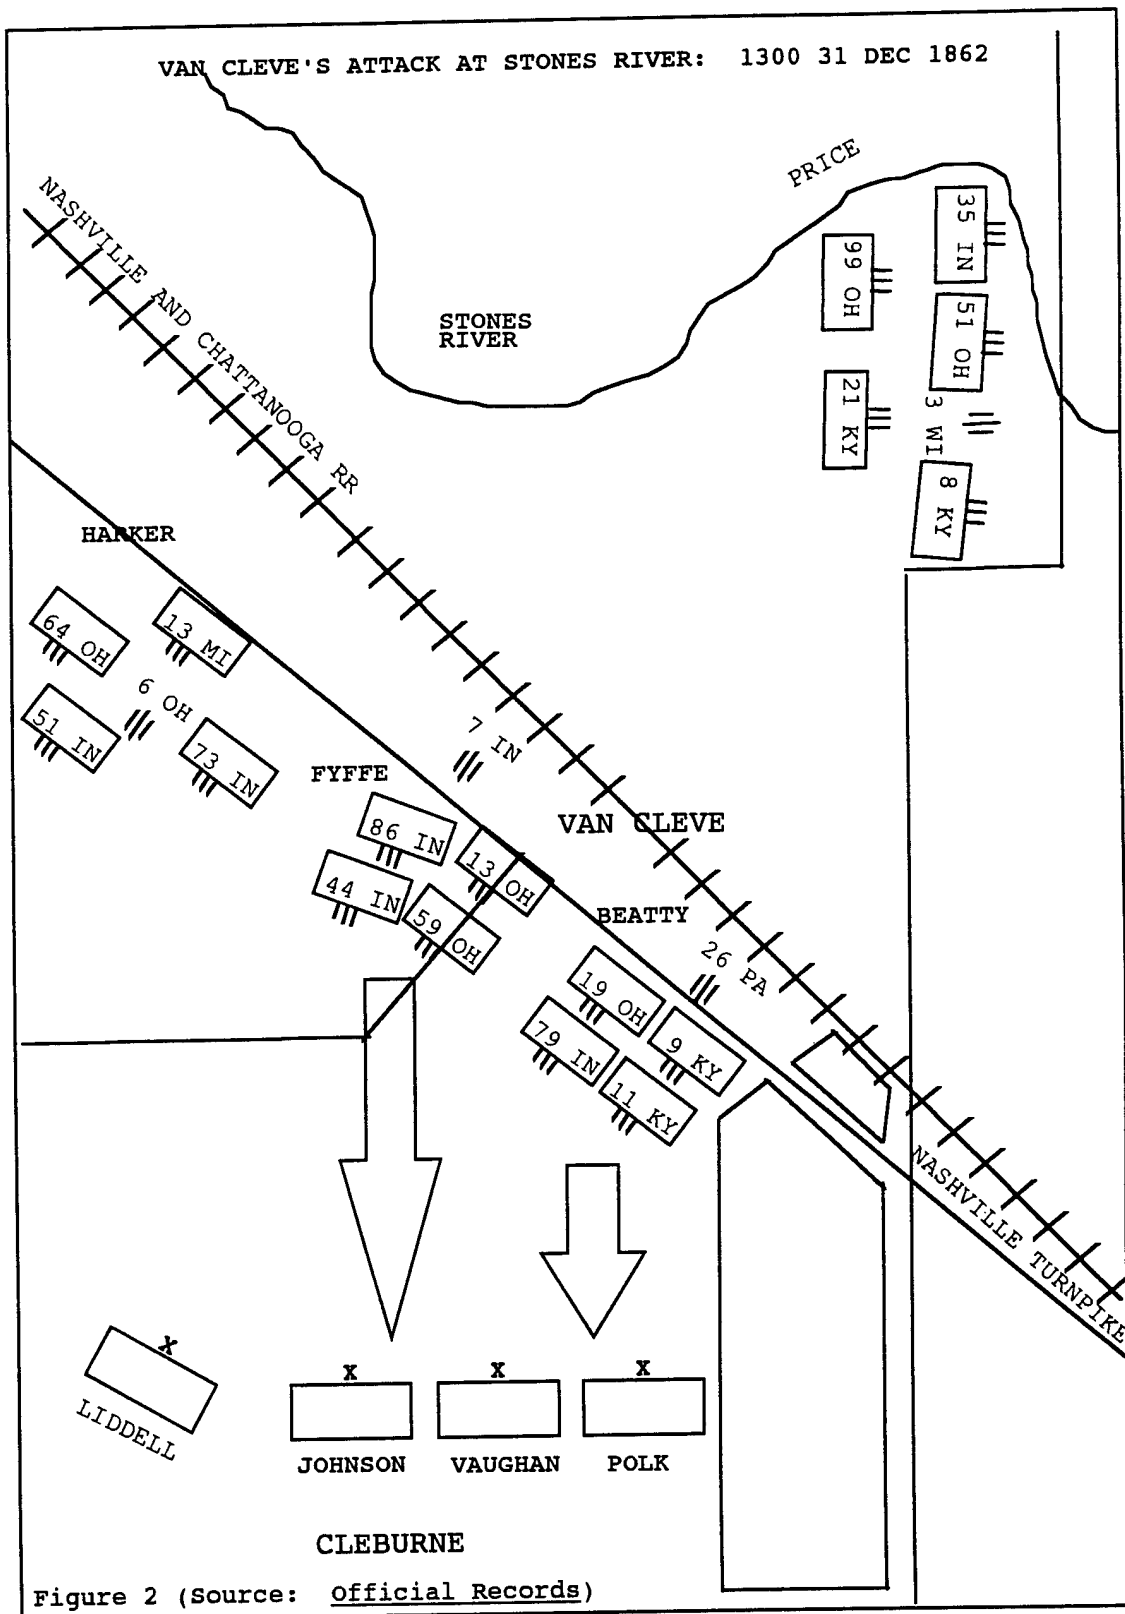 VAN CLEVE'S ATTACK AT STONES RIVER: 1300 31 DEC 1862
PRICE
35 IN
99 OH
51 OH
21 KY
3 WI
8 KY
STONES
RIVER
NASHVILLE AND CHATTANOOGA RR
HARKER
64 OH
13 MI
6 OH
51 IN
73 IN
7 IN
FYFFE
VAN CLEVE
86 IN
13 OH
44 IN
59 OH
BEATTY
26 PA
19 OH
9 KY
79 IN
11 KY
NASHVILLE TURNPIKE
X
LIDDELL
X
JOHNSON
X
VAUGHAN
X
POLK
CLEBURNE
Figure 2 (Source: Official Records)